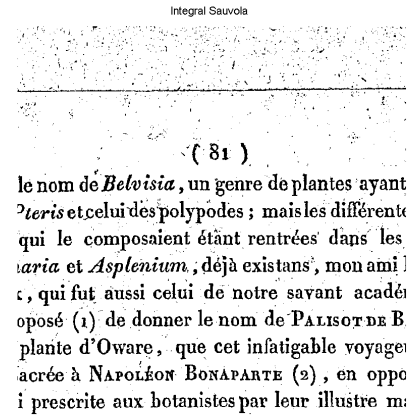 Integral Sauvola
( 81 )
le nom de Belvisia, un genre de plantes ayant
Pteris et celui des polypodes ; mais les différente
qui le composaient étant rentrées dans les
aria et Asplenium, déjà existans, mon ami
, qui fut aussi celui de notre savant acadé
oposé (1) de donner le nom de PALISOT DE B
plante d'Oware, que cet infatigable voyage
acrée à NAPOLÉON BONAPARTE (2), en oppo
i prescrite aux botanistes par leur illustre ma